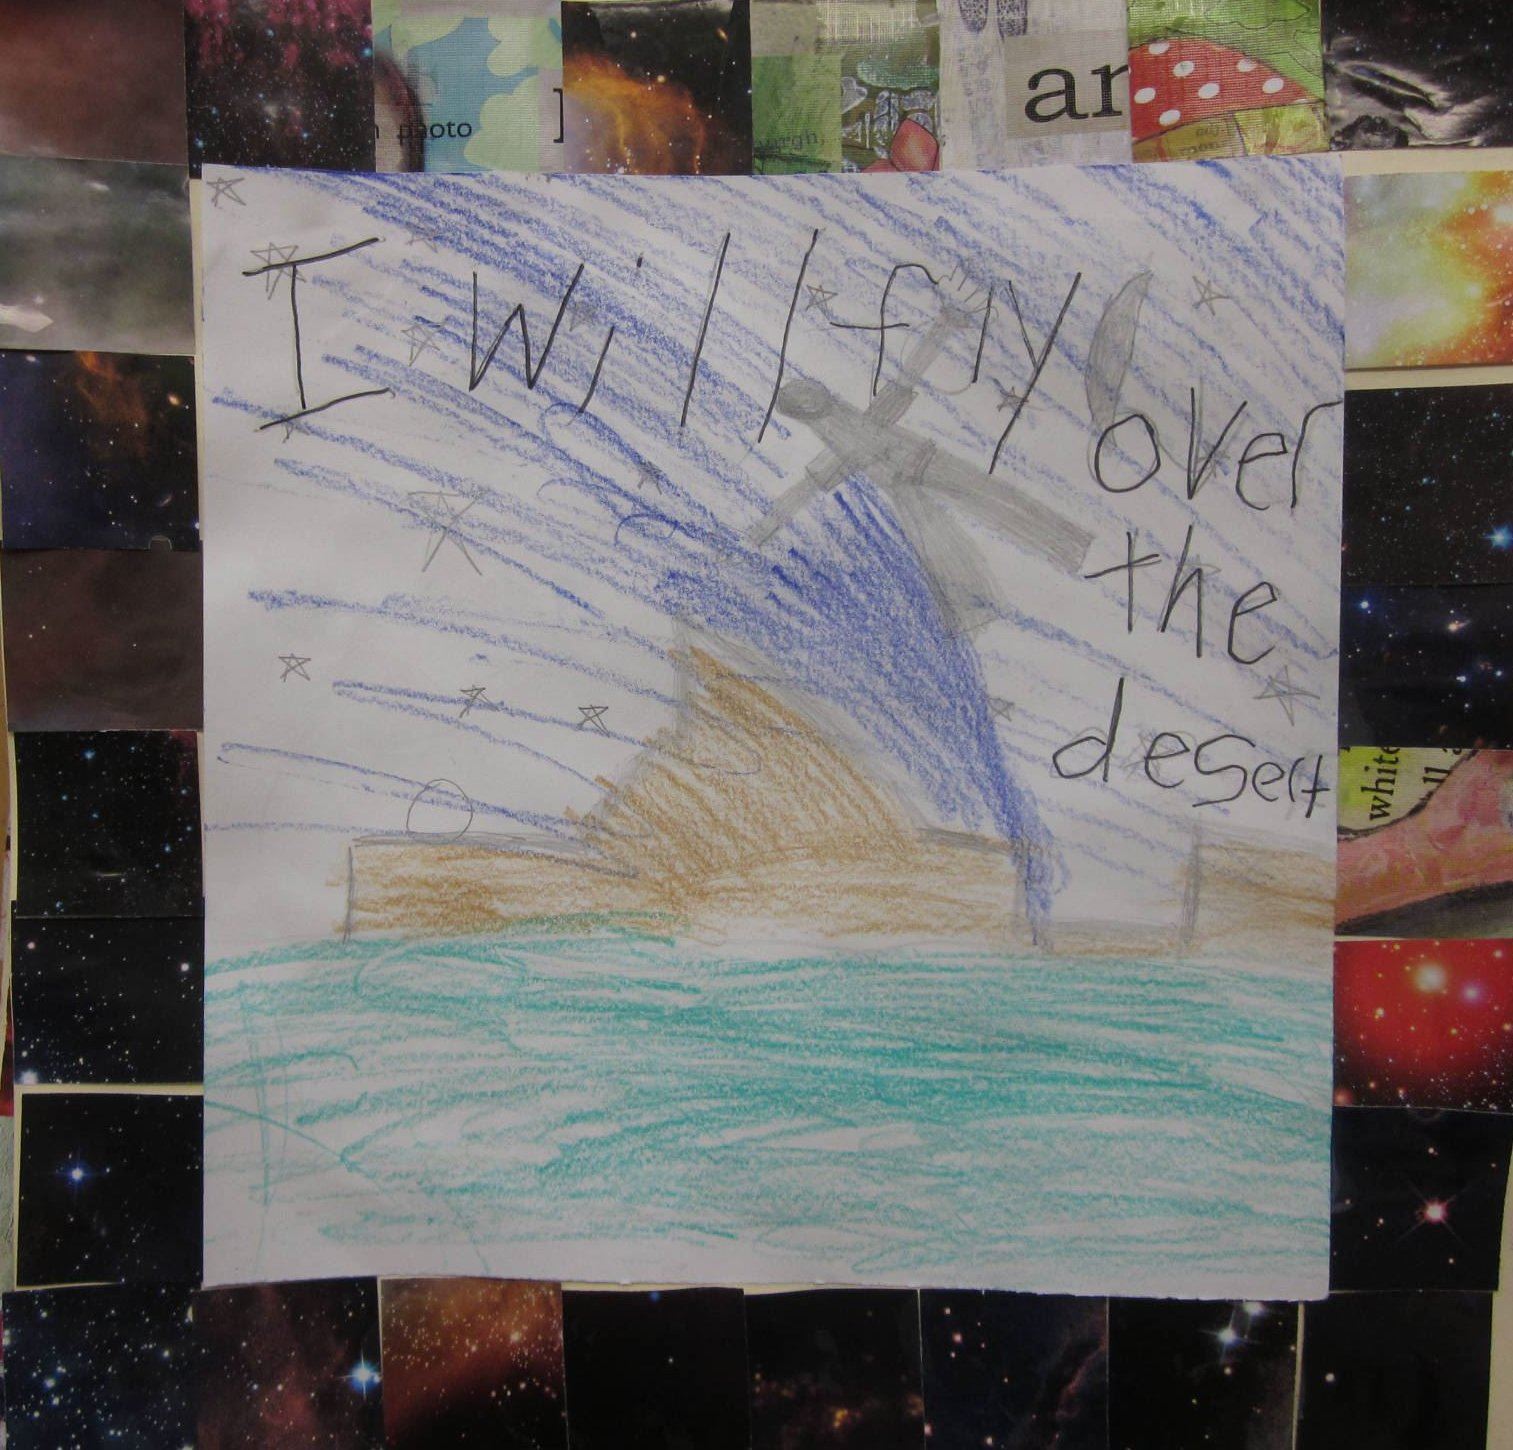 photo
ar
I will fly
over
the
desert
white